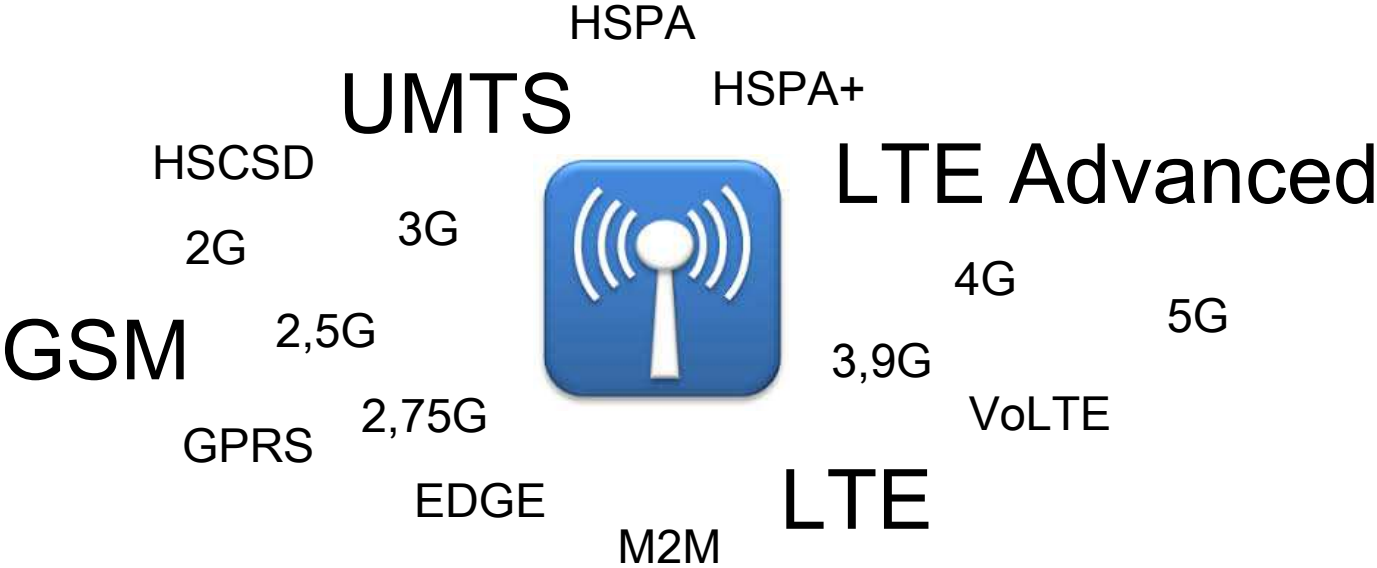 HSPA
HSPA+
UMTS
LTE Advanced
HSCSD
3G
2G
4G
5G
2,5G
GSM
3,9G
2,75G
VoLTE
GPRS
EDGE
LTE
M2M